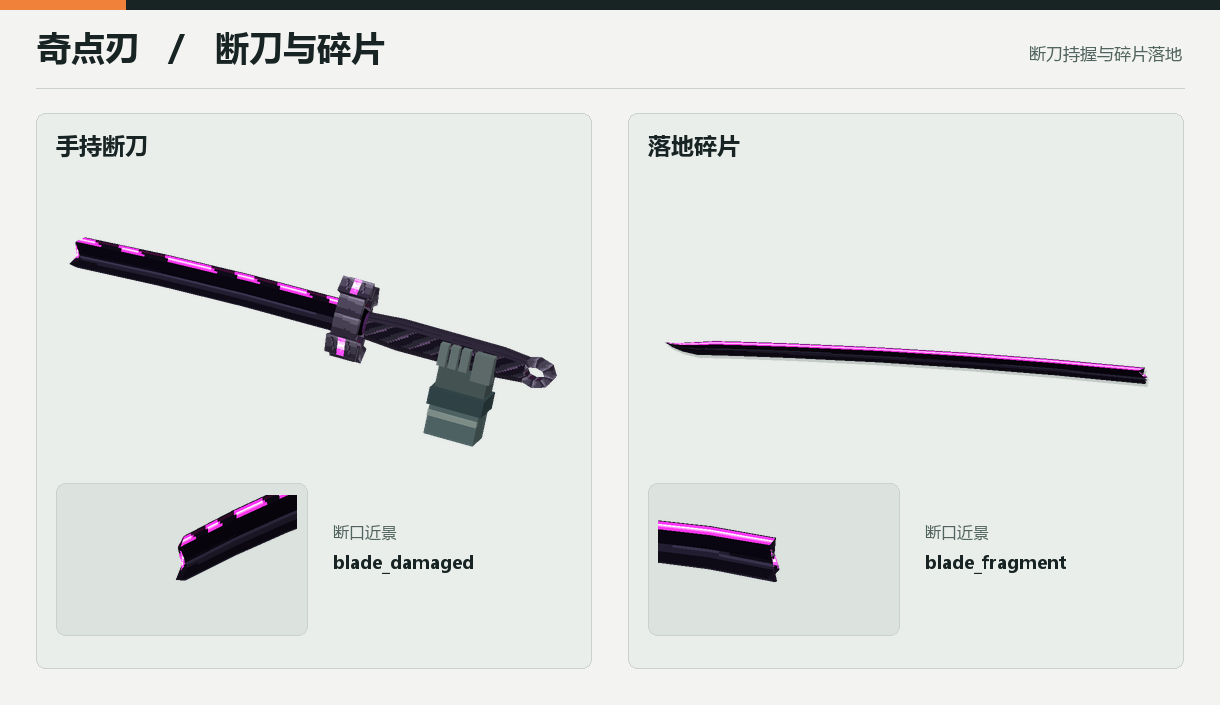 奇点刃 / 断刀与碎片
断刀持握与碎片落地
手持断刀
断口近景
blade_damaged
落地碎片
断口近景
blade_fragment